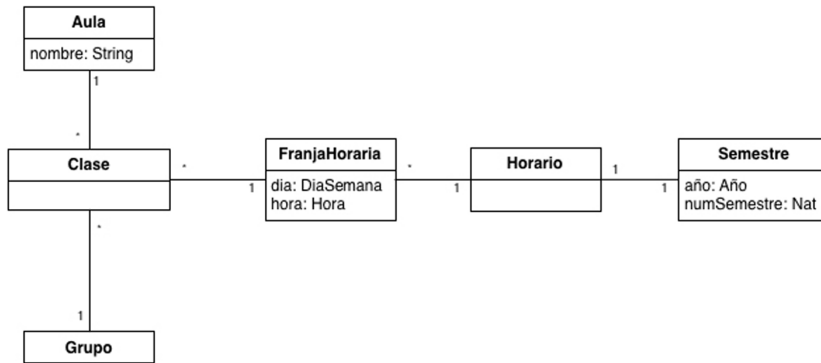 Aula
nombre: String
1
*
Clase
*
1
FranjaHoraria
dia: DiaSemana
hora: Hora
*
1
Horario
1
1
Semestre
año: Año
numSemestre: Nat
*
1
Grupo